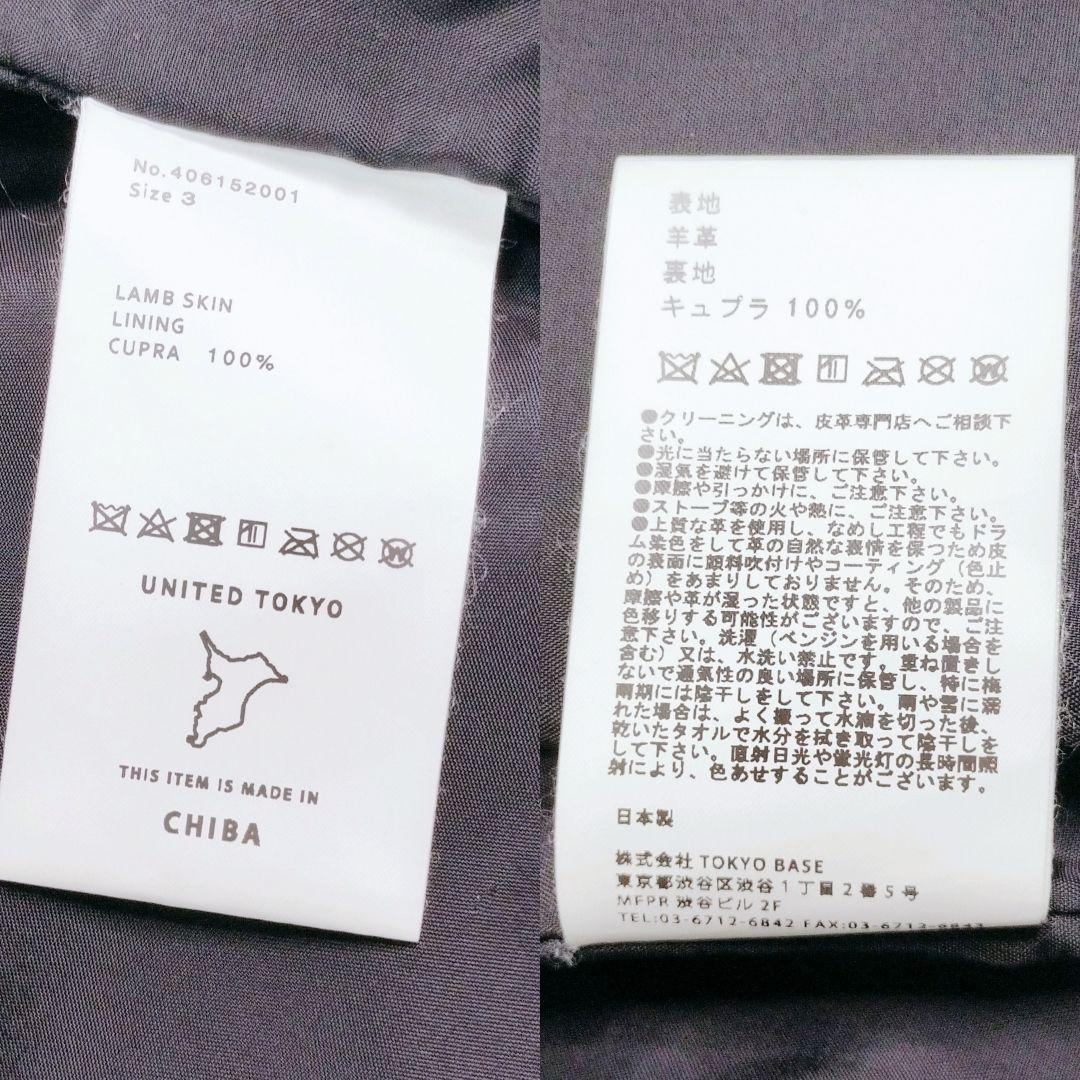 No.406152001
Size 3
LAMB SKIN
LINING
CUPRA 100%
UNITED TOKYO
THIS ITEM IS MADE IN
CHIBA
表地
羊革
裏地
キュプラ 100%
●クリーニングは、皮革専門店へご相談下
さい。
●光に当たらない場所に保管して下さい。
●湿気を避けて保管して下さい。
●摩擦や引っかけに、ご注意下さい。
●ストーブ等の火や熱に、ご注意下さい。
●上質な革を使用し、なめし工程でもドラ
ム染色をして革の自然な表情を保つため皮
の表面に顔料吹付けやコーティング（色止
め）をあまりしておりません。そのため、
摩擦や革が湿った状態ですと、他の製品に
色移りする可能性がございますので、ご注
意下さい。洗濯（ベンジンを用いる場合を
含む）又は、水洗い禁止です。重ね置きし
ないで通気性の良い場所に保管し、特に梅
雨期には陰干しをして下さい。雨や雪に濡
れた場合は、よく振って水滴を切った後、
乾いたタオルで水分を拭き取って陰干しを
して下さい。直射日光や蛍光灯の長時間照
射により、色あせすることがございます。
日本製
株式会社 TOKYO BASE
東京都渋谷区渋谷1丁目2番5号
MFPR 渋谷ビル 2F
TEL:03-6712-6842 FAX:03-6712-6843